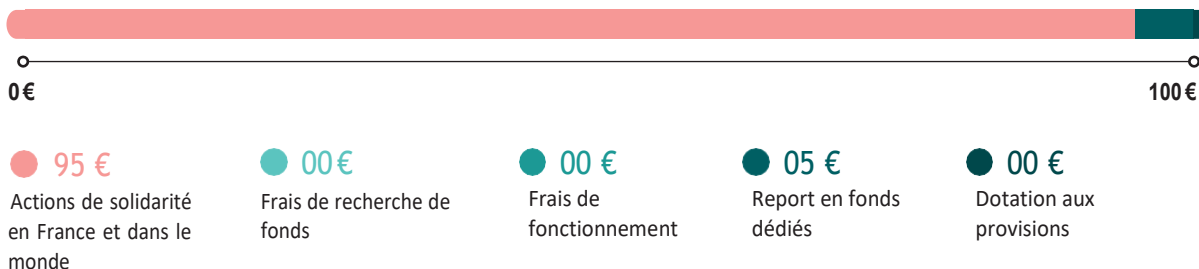 0 €
100 €
95 €
Actions de solidarité
en France et dans le
monde
00 €
Frais de recherche de
fonds
00 €
Frais de
fonctionnement
05 €
Report en fonds
dédiés
00 €
Dotation aux
provisions